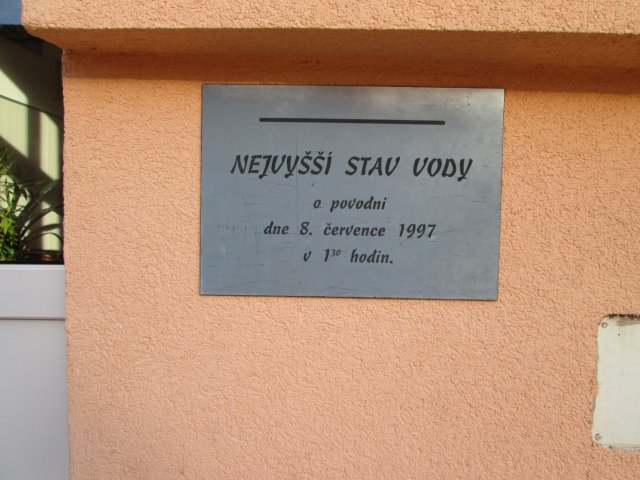 NEJVYŠŠÍ STAV VODY
o povodni
dne 8. července 1997
v 1³⁰ hodin.